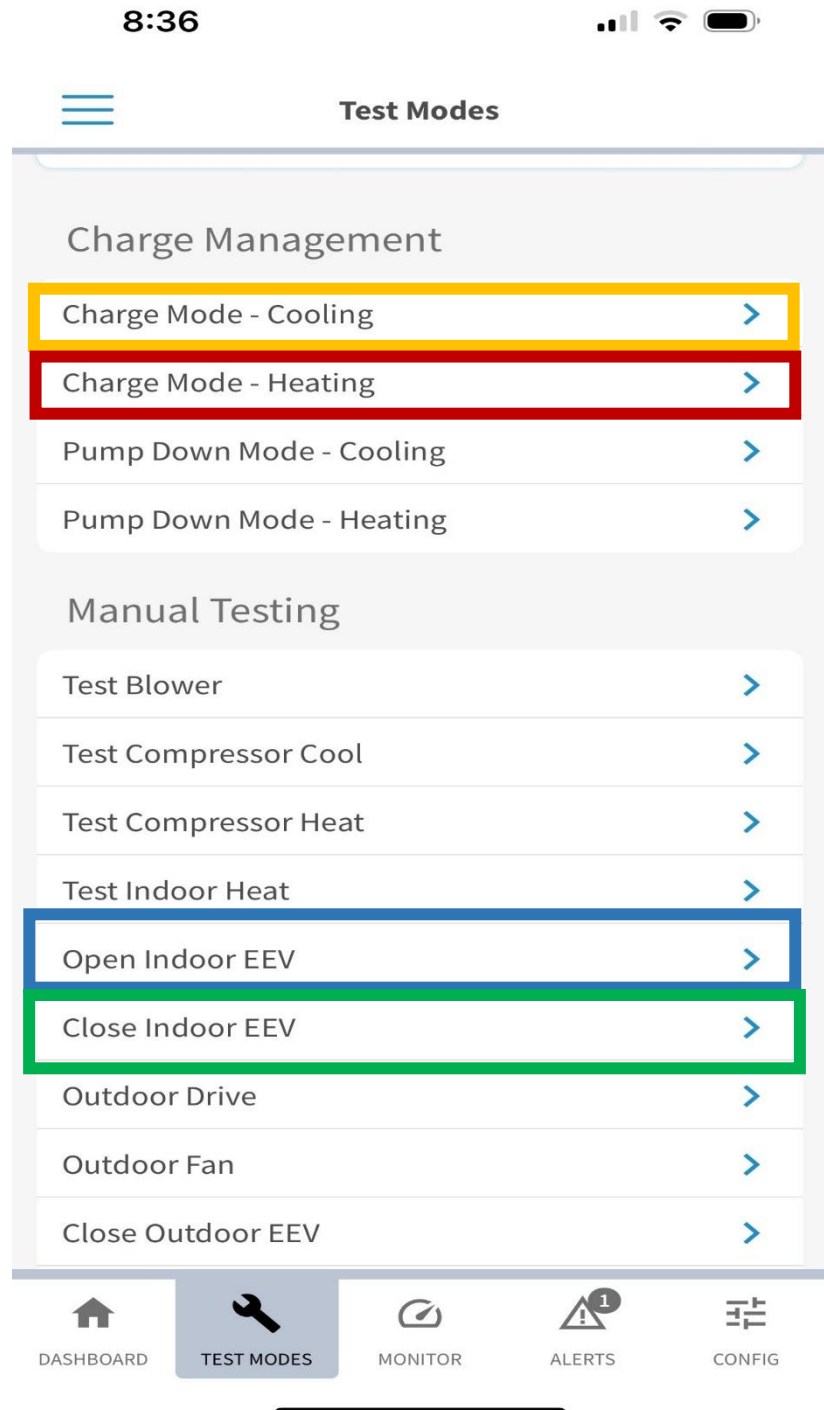 8:36
Test Modes
Charge Management
Charge Mode - Cooling
Charge Mode - Heating
Pump Down Mode - Cooling
Pump Down Mode - Heating
Manual Testing
Test Blower
Test Compressor Cool
Test Compressor Heat
Test Indoor Heat
Open Indoor EEV
Close Indoor EEV
Outdoor Drive
Outdoor Fan
Close Outdoor EEV
1
DASHBOARD TEST MODES MONITOR ALERTS CONFIG